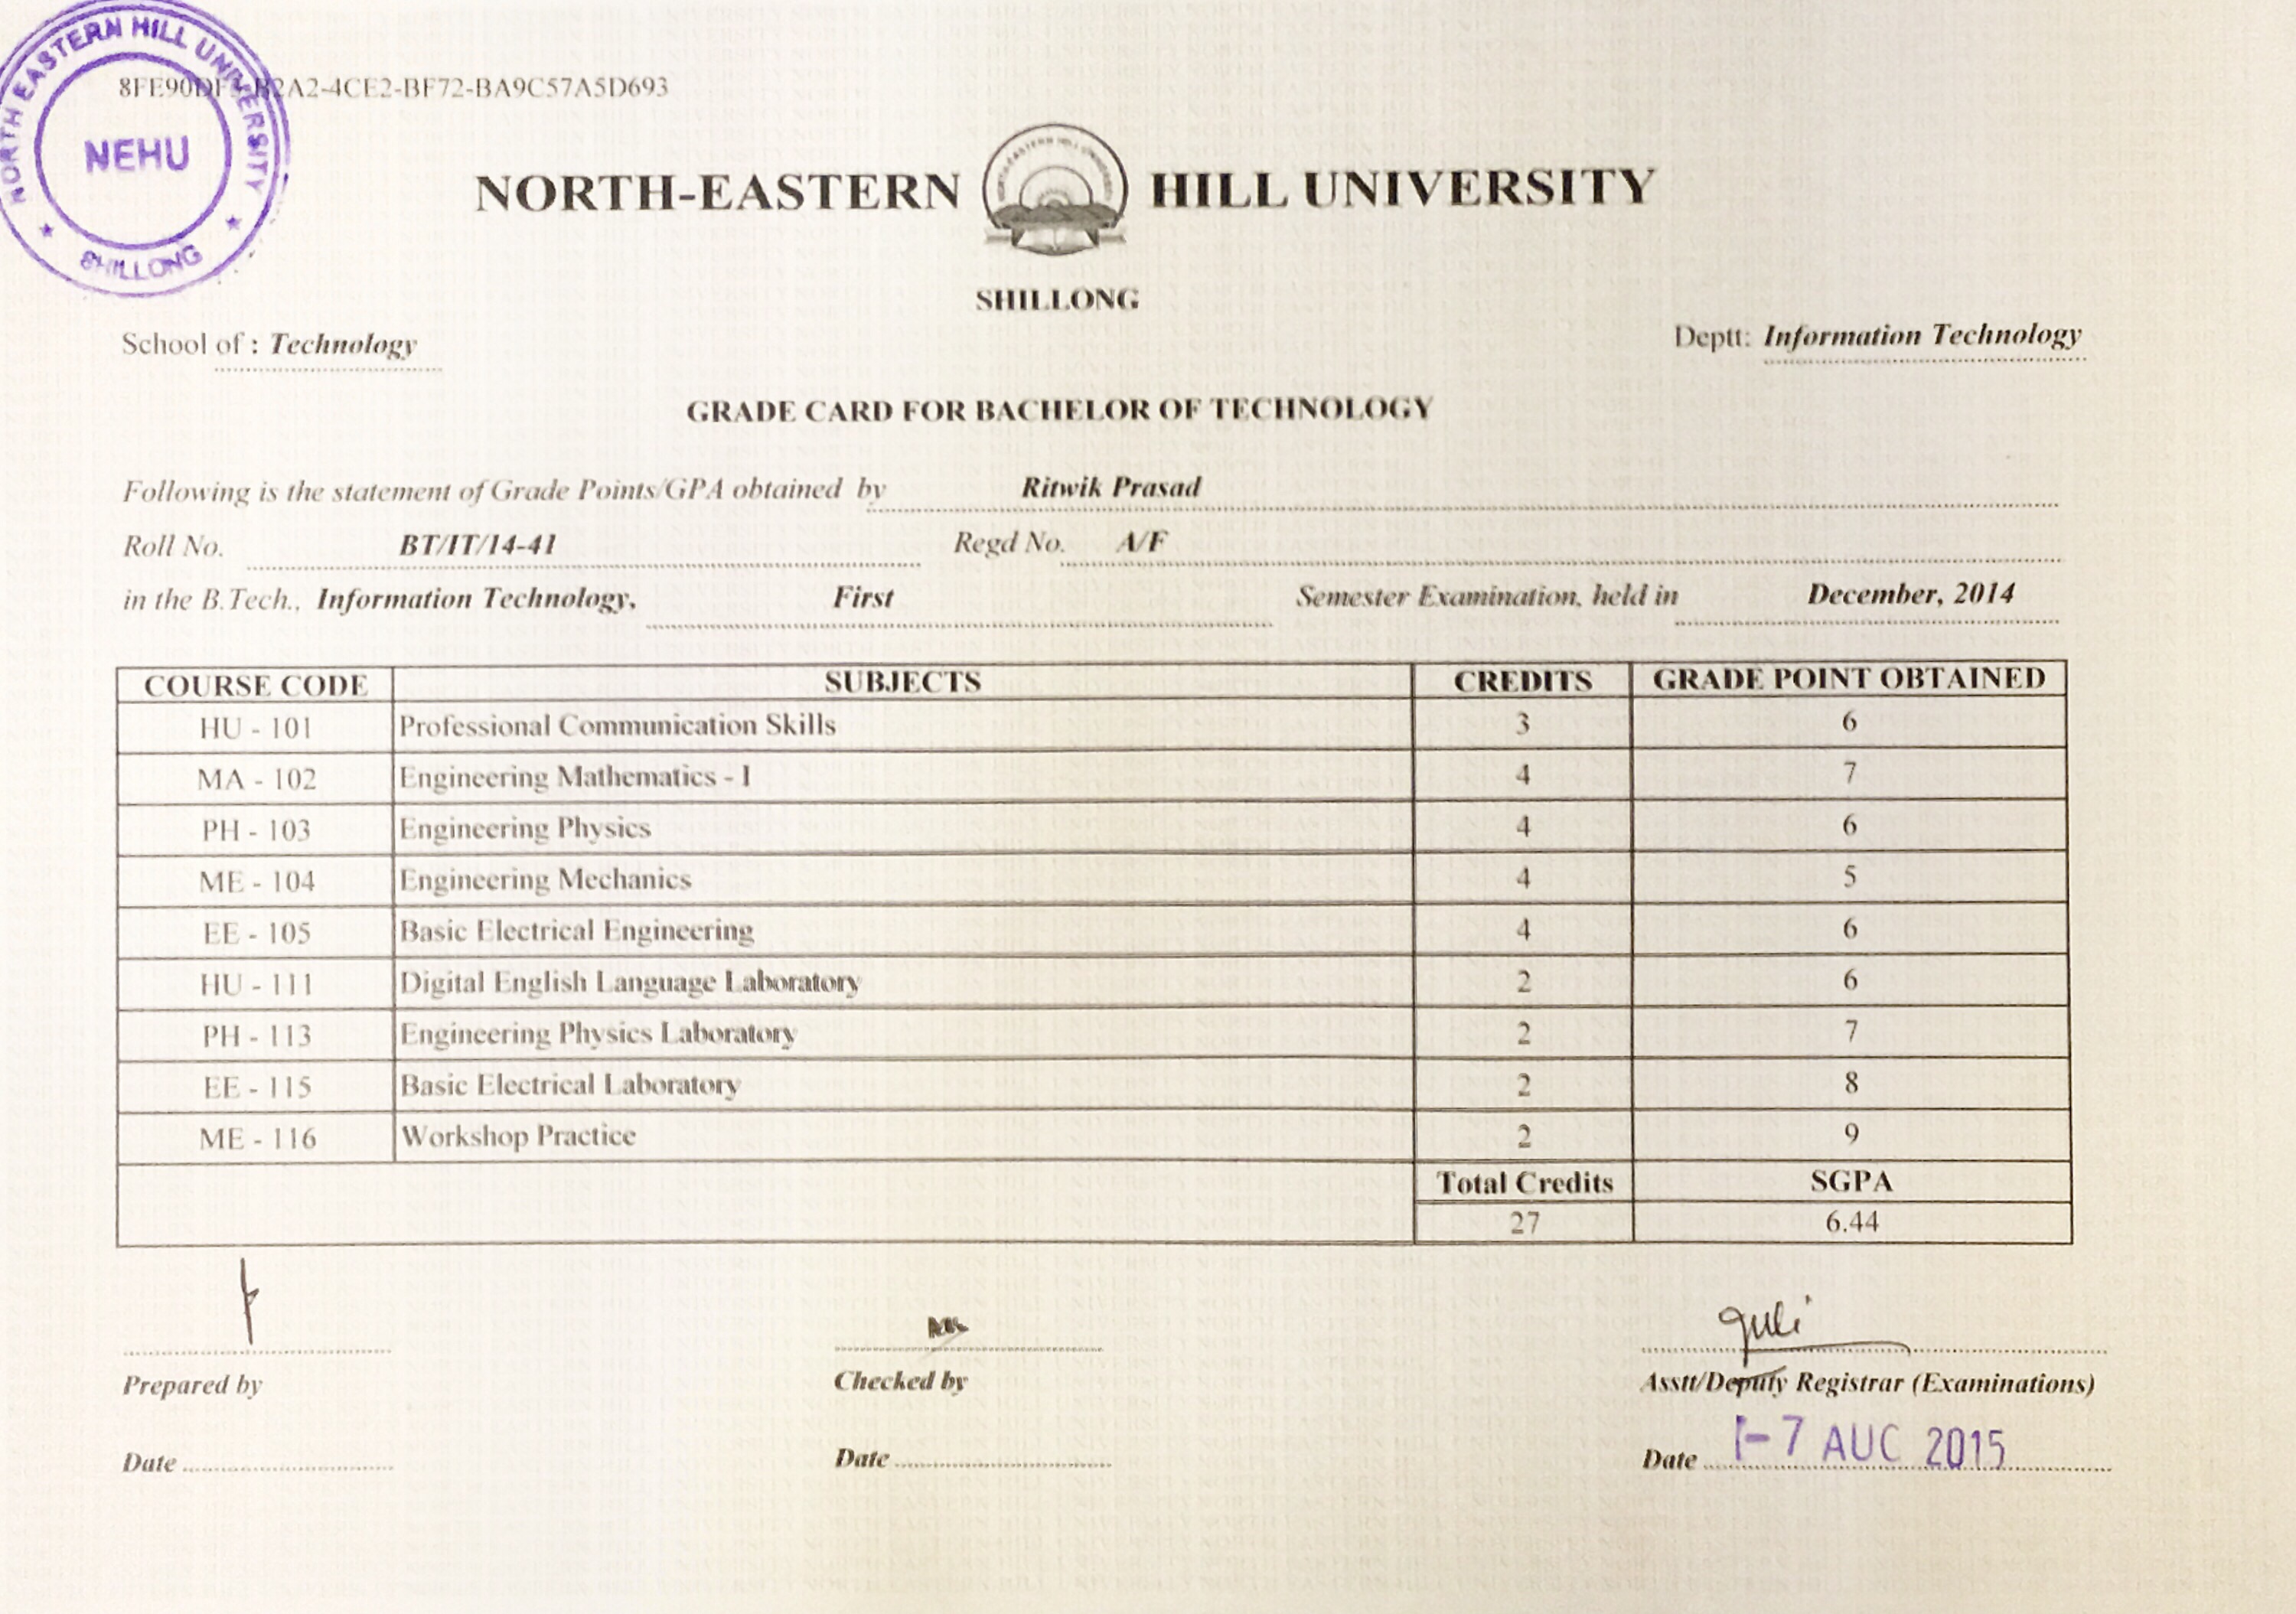 NORTH EASTERN HILL UNIVERSITY
NEHU
SHILLONG
8FE90DF3-B2A2-4CE2-BF72-BA9C57A5D693
NORTH-EASTERN HILL UNIVERSITY
SHILLONG
School of : Technology Deptt: Information Technology
GRADE CARD FOR BACHELOR OF TECHNOLOGY
Following is the statement of Grade Points/GPA obtained by Ritwik Prasad
Roll No. BT/IT/14-41 Regd No. A/F
in the B.Tech., Information Technology, First Semester Examination, held in December, 2014
COURSE CODE SUBJECTS CREDITS GRADE POINT OBTAINED
HU - 101 Professional Communication Skills 3 6
MA - 102 Engineering Mathematics - I 4 7
PH - 103 Engineering Physics 4 6
ME - 104 Engineering Mechanics 4 5
EE - 105 Basic Electrical Engineering 4 6
HU - 111 Digital English Language Laboratory 2 6
PH - 113 Engineering Physics Laboratory 2 7
EE - 115 Basic Electrical Laboratory 2 8
ME - 116 Workshop Practice 2 9
Total Credits SGPA
27 6.44
Prepared by Checked by Asstt/Deputy Registrar (Examinations)
Date Date Date -7 AUG 2015